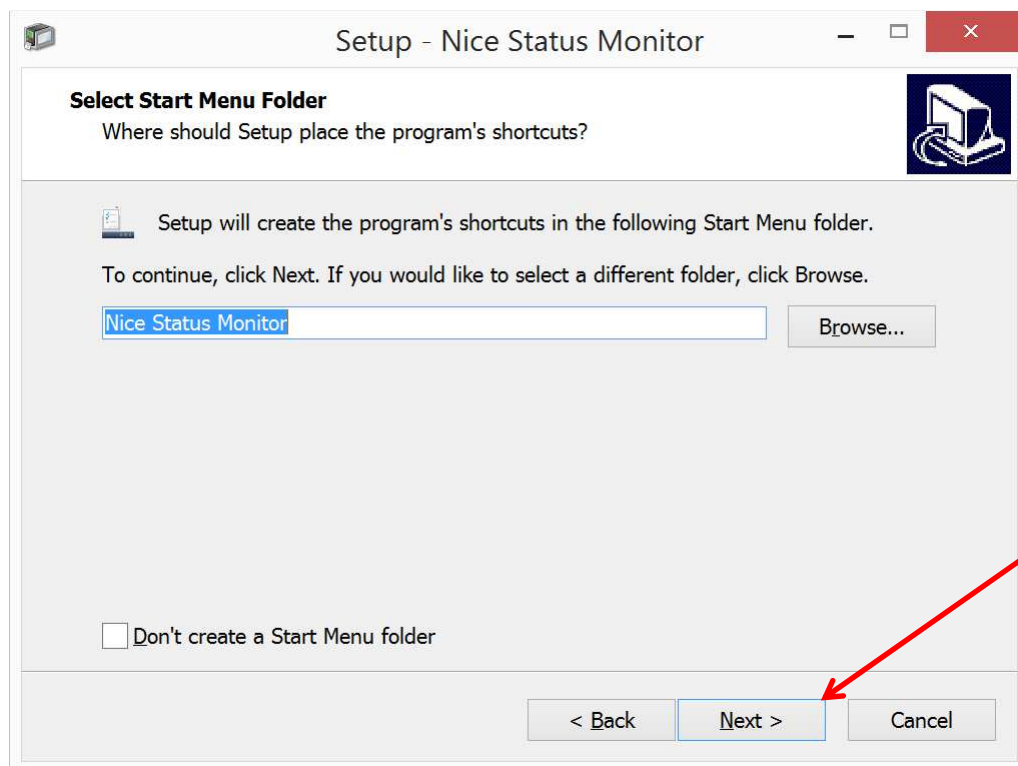 Setup - Nice Status Monitor
Select Start Menu Folder
Where should Setup place the program's shortcuts?
Setup will create the program's shortcuts in the following Start Menu folder.
To continue, click Next. If you would like to select a different folder, click Browse.
Nice Status Monitor
Browse...
Don't create a Start Menu folder
< Back
Next >
Cancel